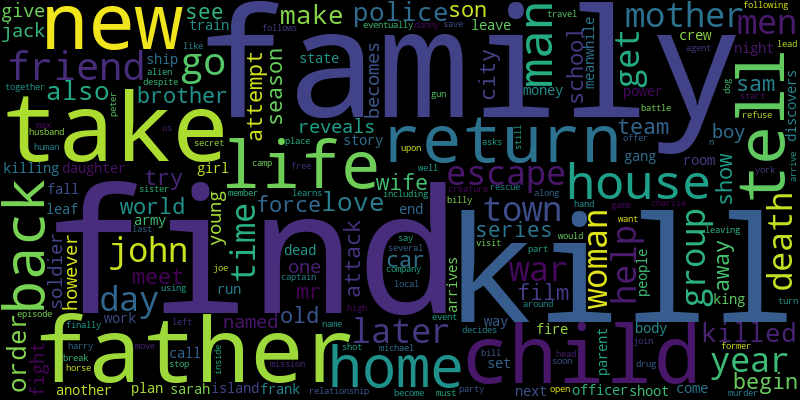 new
family
take
find
kill
father
child
return
life
home
house
tell
back
man
friend
go
also
brother
give
see
jack
train
make
police
son
leave
mother
men
get
city
school
meanwhile
becomes
season
attempt
state
ship
alien
like
despite
together
husband
human
max
peter
us
secret
gun
money
travel
eventually
danny
save
follows
crew
agent
night
following
lead
power
battle
sam
dog
start
refuse
discovers
boy
team
offer
gang
room
n
york
show
arrive
escape
reveals
story
place
camp
free
upon
asks
still
well
wife
including
creature
rescue
along
billy
charlie
game
hand
killing
daughter
girl
try
sister
member
learns
fall
leaf
world
army
last
soldier
however
john
meet
day
using
episode
order
fight
finally
work
left
harry
break
horse
move
another
plan
call
stop
named
inside
sarah
island
run
joe
mr
old
one
dead
captain
force
love
young
time
end
say
several
company
local
attack
car
high
shot
name
michael
mission
relationship
frank
later
event
arrives
town
series
visit
part
would
war
film
around
way
decides
bill
set
head
soon
next
open
become
must
party
woman
want
help
people
group
away
king
leaving
death
turn
fire
body
killed
join
former
parent
drug
officer
shoot
come
murder
year
begin